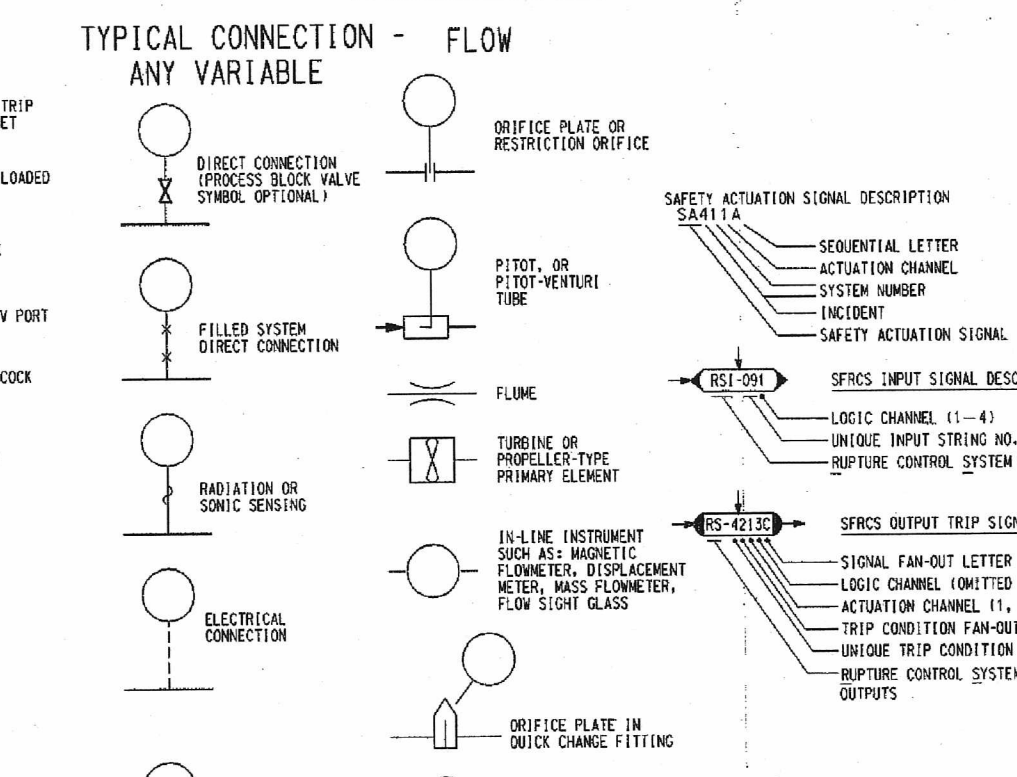 TYPICAL CONNECTION - FLOW
ANY VARIABLE
TRIP
ET
LOADED
V PORT
COCK
DIRECT CONNECTION
(PROCESS BLOCK VALVE
SYMBOL OPTIONAL)
FILLED SYSTEM
DIRECT CONNECTION
RADIATION OR
SONIC SENSING
ELECTRICAL
CONNECTION
ORIFICE PLATE OR
RESTRICTION ORIFICE
PITOT, OR
PITOT-VENTURI
TUBE
FLUME
TURBINE OR
PROPELLER-TYPE
PRIMARY ELEMENT
IN-LINE INSTRUMENT
SUCH AS: MAGNETIC
FLOWMETER, DISPLACEMENT
METER, MASS FLOWMETER,
FLOW SIGHT GLASS
ORIFICE PLATE IN
QUICK CHANGE FITTING
SAFETY ACTUATION SIGNAL DESCRIPTION
SA411A
SEQUENTIAL LETTER
ACTUATION CHANNEL
SYSTEM NUMBER
INCIDENT
SAFETY ACTUATION SIGNAL
RSI-091
SFRCS INPUT SIGNAL DESC
LOGIC CHANNEL (1-4)
UNIQUE INPUT STRING NO.
RUPTURE CONTROL SYSTEM
RS-4213C
SFRCS OUTPUT TRIP SIGN
SIGNAL FAN-OUT LETTER
LOGIC CHANNEL (OMITTED
ACTUATION CHANNEL (1,
TRIP CONDITION FAN-OUT
UNIQUE TRIP CONDITION
RUPTURE CONTROL SYSTEM
OUTPUTS